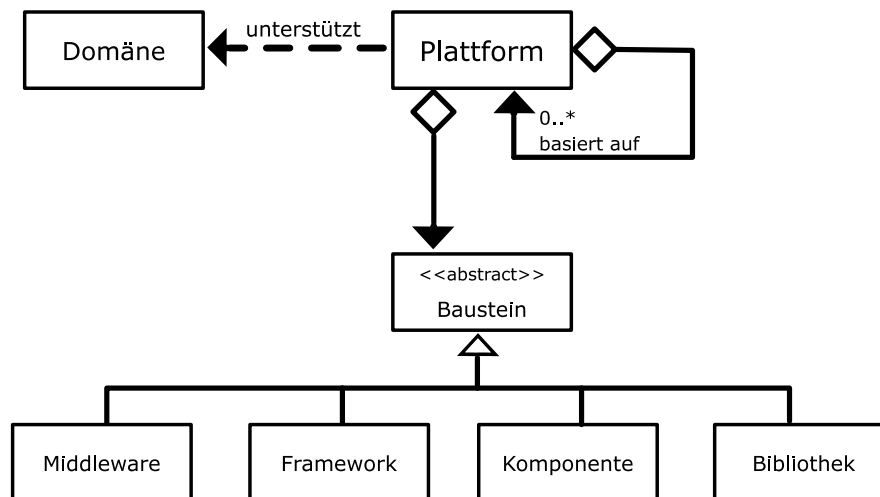 unterstützt
Domäne
Plattform
0..*
basiert auf
<<abstract>>
Baustein
Middleware
Framework
Komponente
Bibliothek